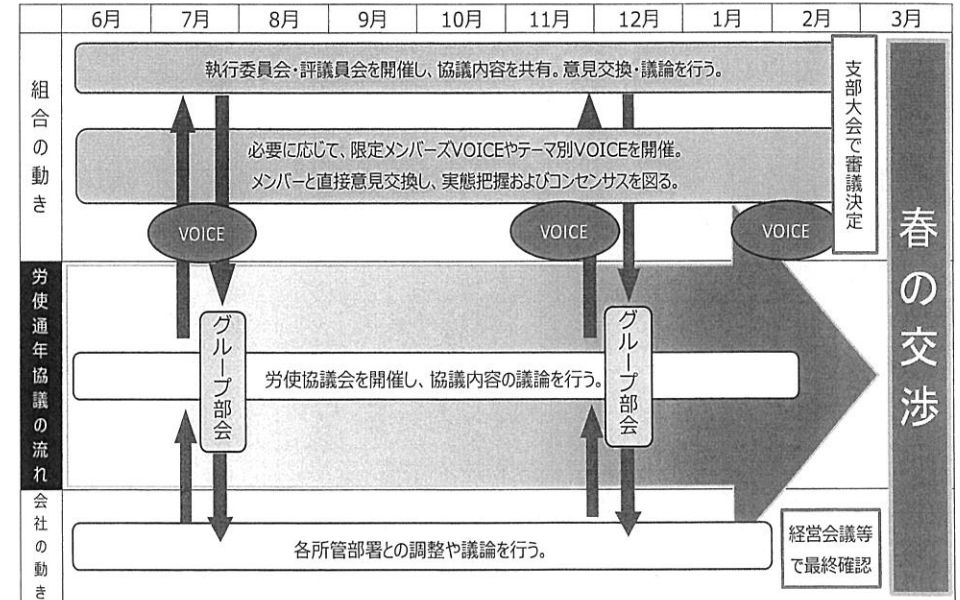 6月 7月 8月 9月 10月 11月 12月 1月 2月 3月
組合の動き
執行委員会・評議員会を開催し、協議内容を共有。意見交換・議論を行う。
必要に応じて、限定メンバーズVOICEやテーマ別VOICEを開催。
メンバーと直接意見交換し、実態把握およびコンセンサスを図る。
VOICE
VOICE
VOICE
支部大会で審議決定
春の交渉
労使通年協議の流れ
グループ部会
労使協議会を開催し、協議内容の議論を行う。
グループ部会
会社の動き
各所管部署との調整や議論を行う。
経営会議等
で最終確認